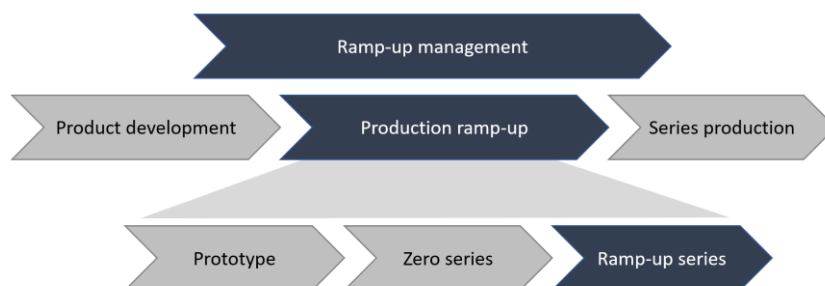 Ramp-up management
Product development
Production ramp-up
Series production
Prototype
Zero series
Ramp-up series